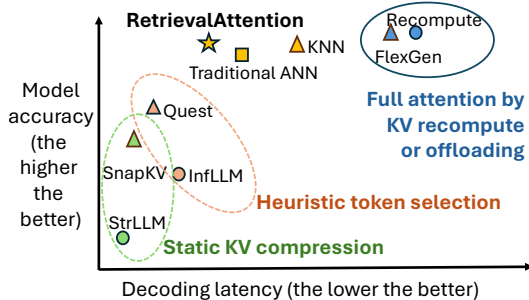 RetrievalAttention
Recompute
KNN
FlexGen
Traditional ANN
Model
accuracy
(the
higher
the
better)
Full attention by
KV recompute
or offloading
Quest
SnapKV
InfLLM
Heuristic token selection
StrLLM
Static KV compression
Decoding latency (the lower the better)